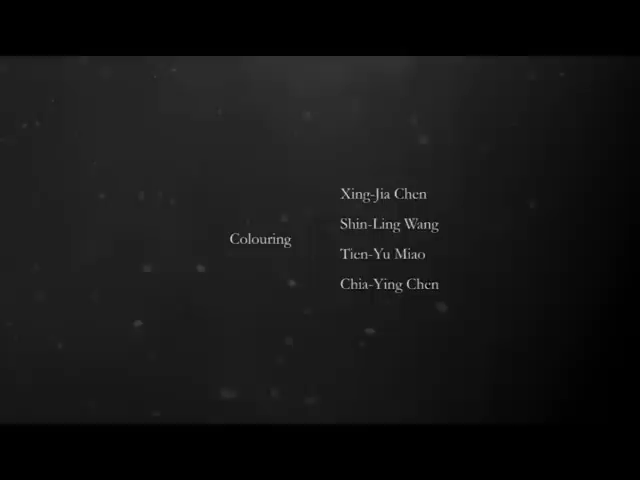 Colouring
Xing-Jia Chen
Shin-Ling Wang
Tien-Yu Miao
Chia-Ying Chen